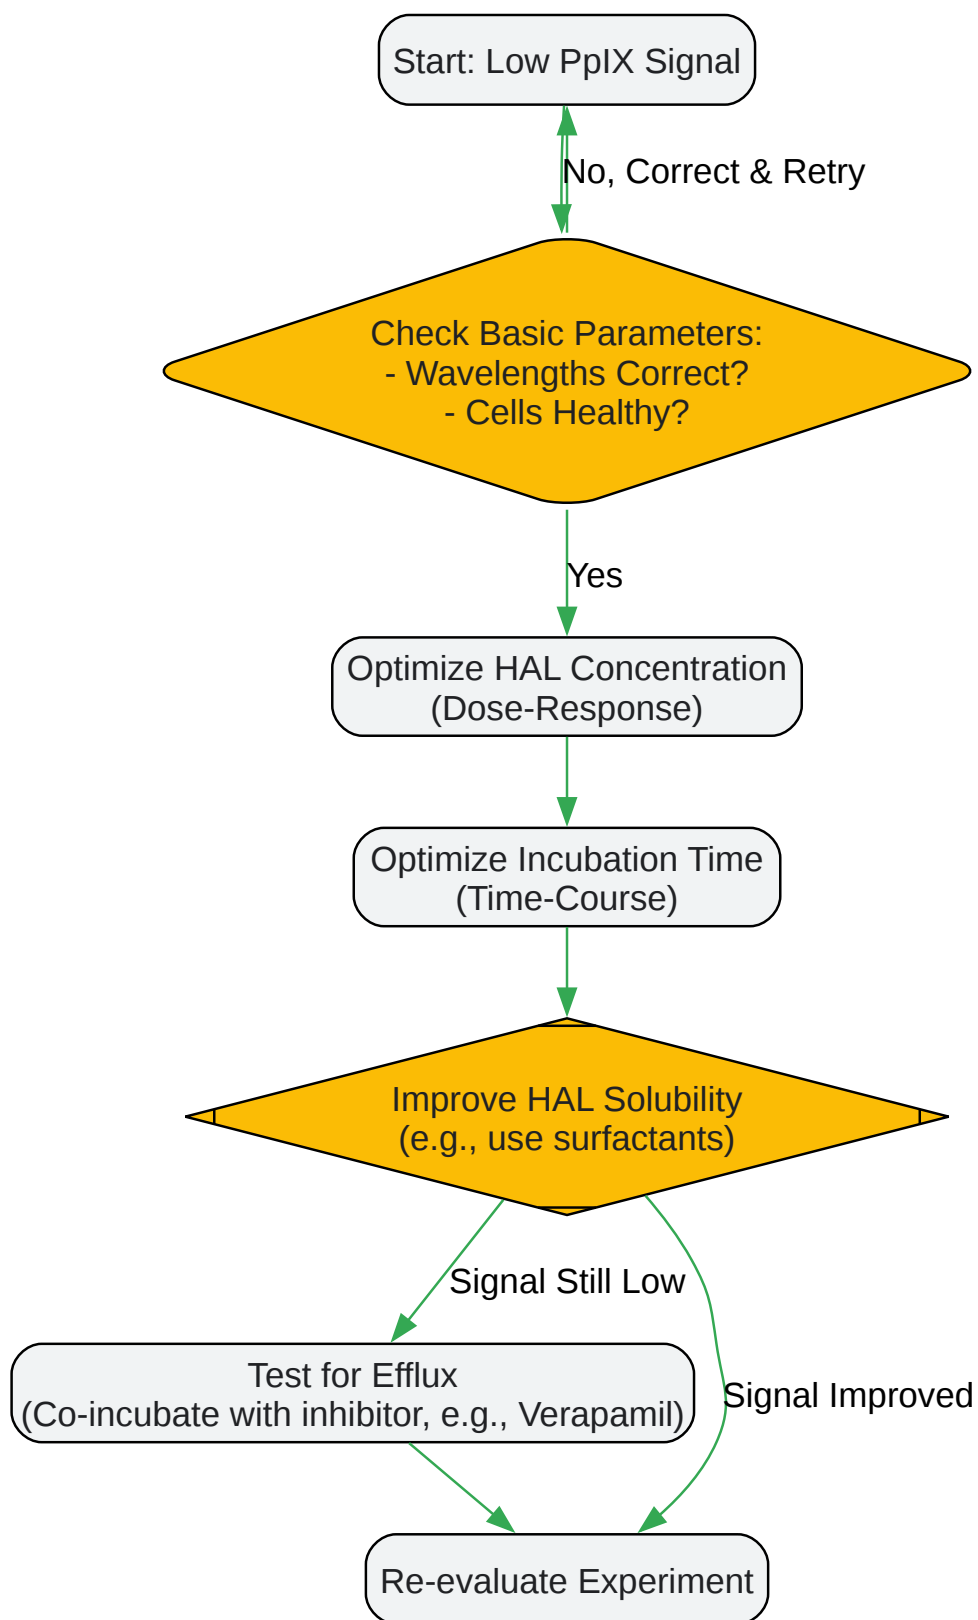 Start: Low PpIX Signal
No, Correct & Retry
Check Basic Parameters:
- Wavelengths Correct?
- Cells Healthy?
Yes
Optimize HAL Concentration
(Dose-Response)
Optimize Incubation Time
(Time-Course)
Improve HAL Solubility
(e.g., use surfactants)
Signal Still Low
Test for Efflux
(Co-incubate with inhibitor, e.g., Verapamil)
Signal Improved
Re-evaluate Experiment